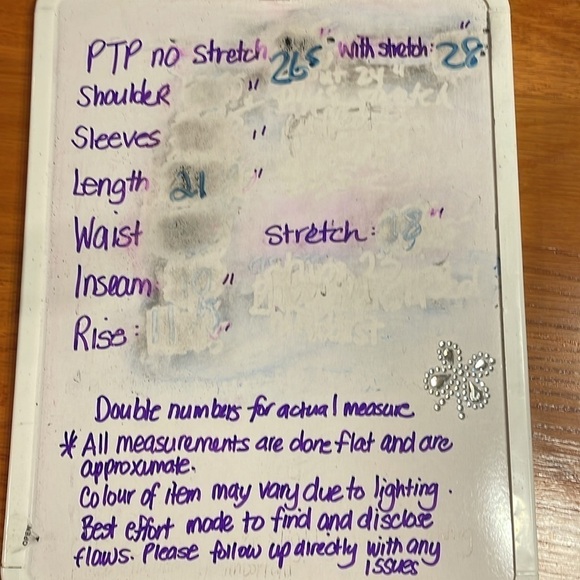 PTP no stretch 26.5" with stretch: 28"
Shoulder "
Sleeves "
Length 21 "
Waist stretch: "
Inseam "
Rise: "
Double numbers for actual measure
* All measurements are done flat and are
approximate.
Colour of item may vary due to lighting.
Best effort made to find and disclose
flaws. Please follow up directly with any
issues